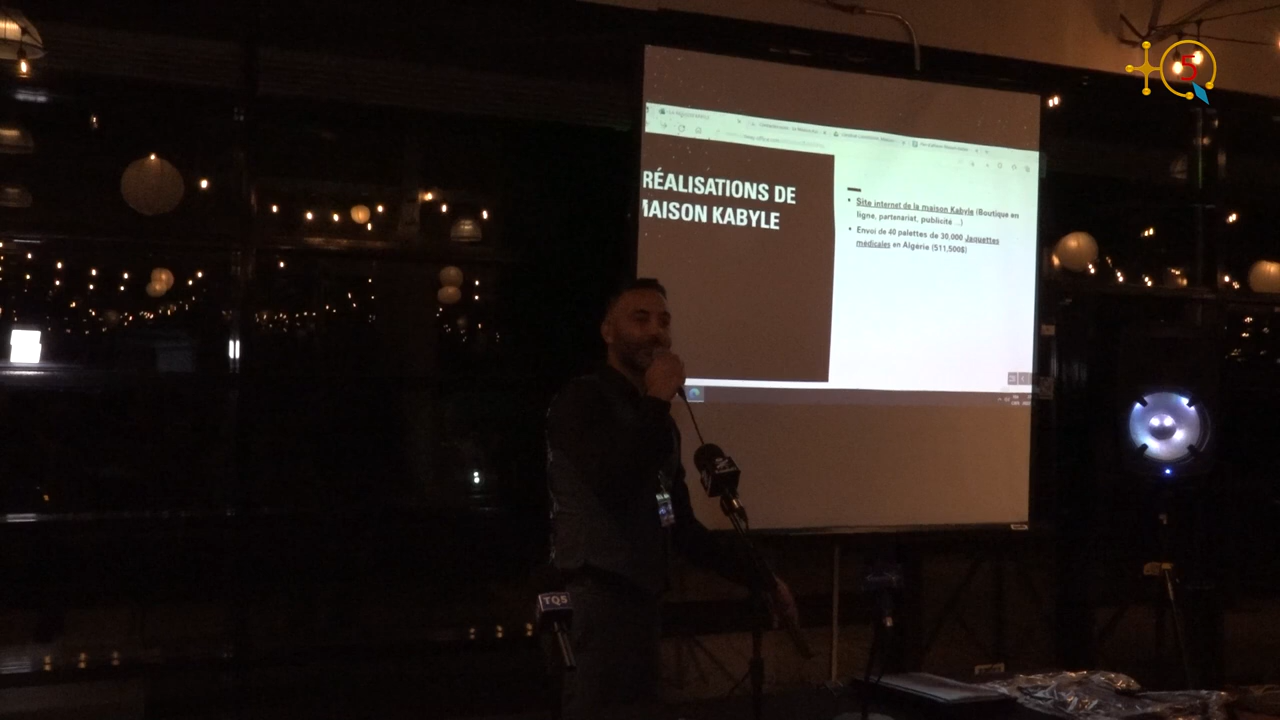 5
RÉALISATIONS DE
MAISON KABYLE
Site internet de la maison Kabyle (Boutique en
ligne, partenariat, publicité ...)
Envoi de 40 palettes de 30,000 Jaquettes
médicales en Algérie (511,500$)
TQ5